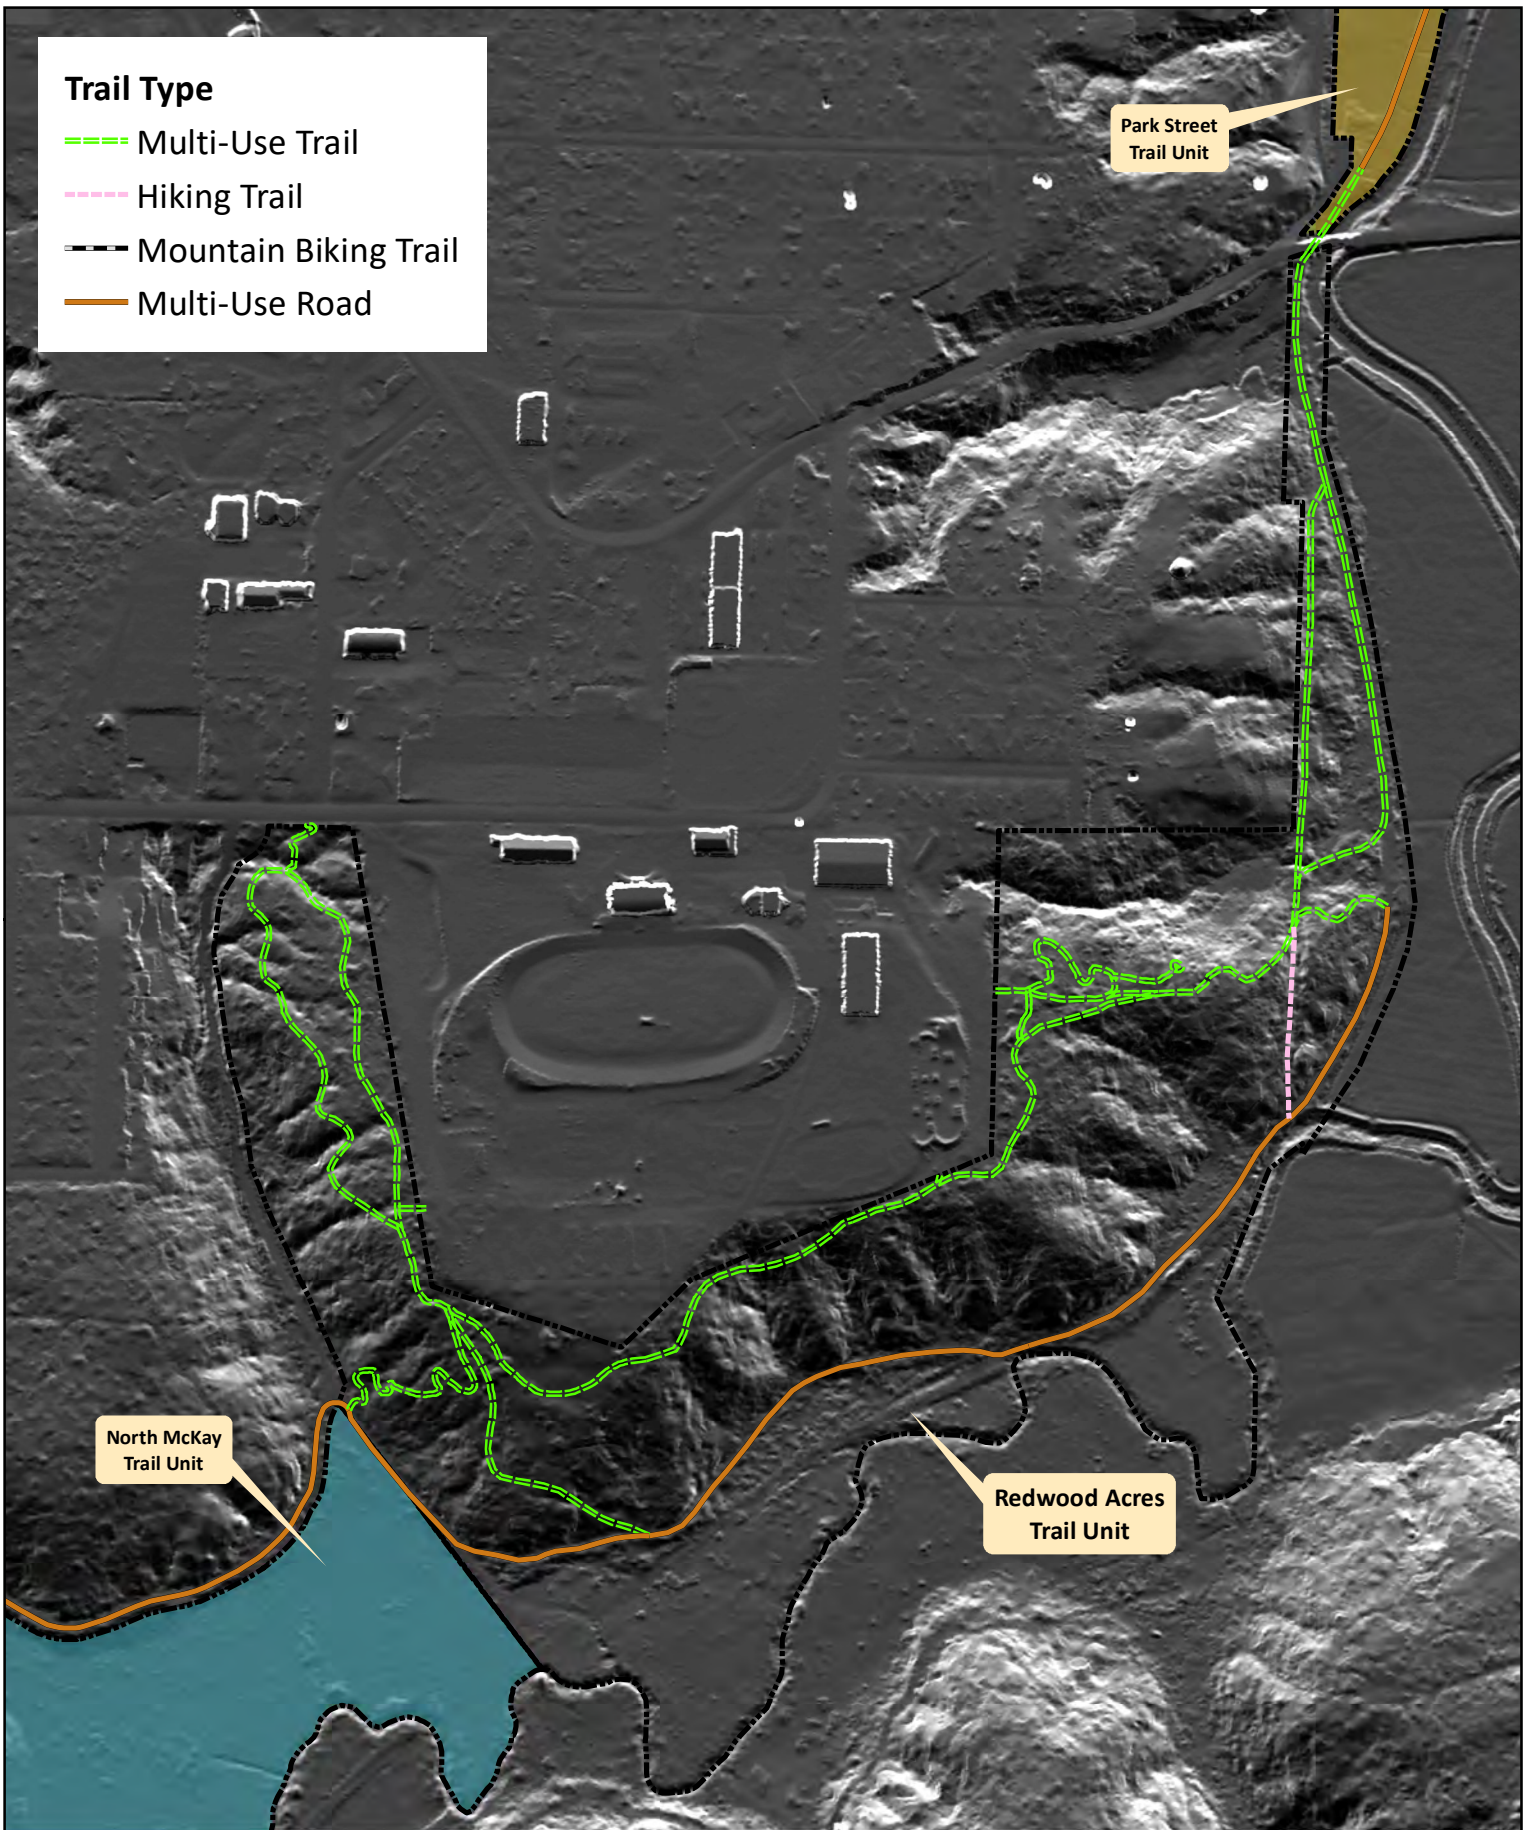 Trail Type
Multi-Use Trail
Hiking Trail
Mountain Biking Trail
Multi-Use Road
Park Street
Trail Unit
North McKay
Trail Unit
Redwood Acres
Trail Unit